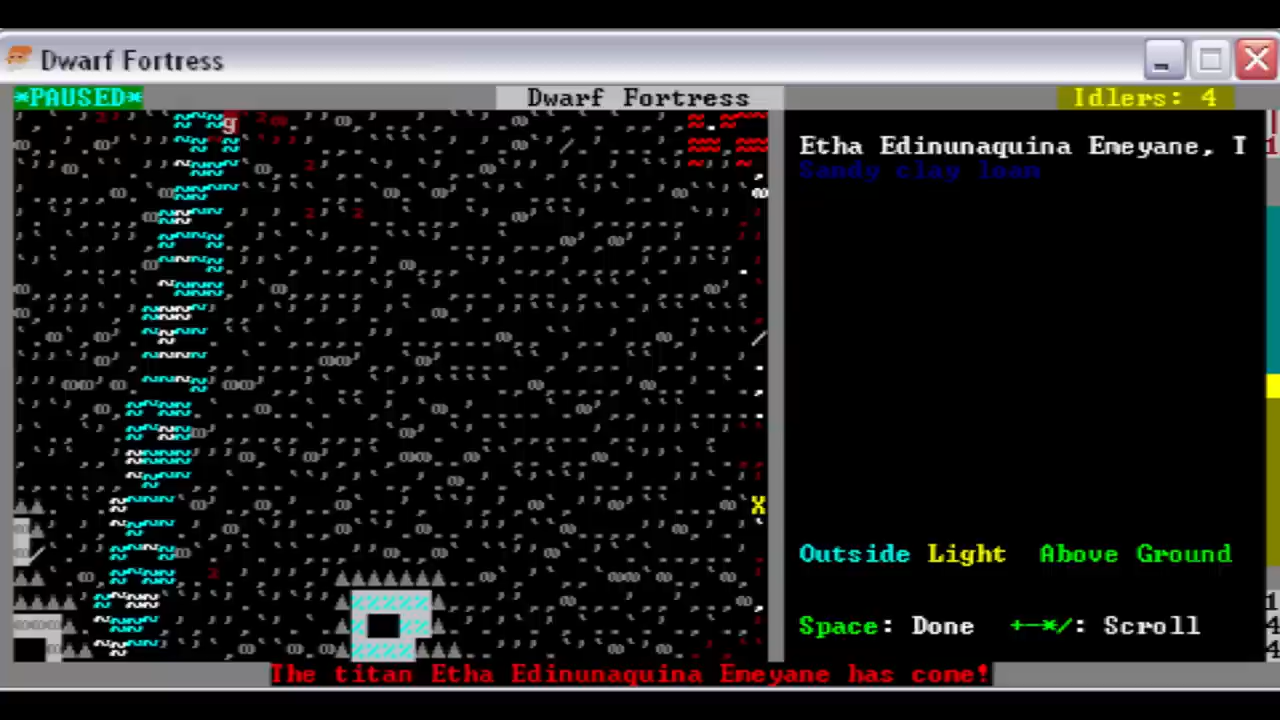 Dwarf Fortress
*PAUSED* Dwarf Fortress Idlers: 4
Etha Edinunaquina Emeyane, T
Sandy clay loam
Outside Light Above Ground
Space: Done +-*/: Scroll
The titan Etha Edinunaquina Emeyane has come!